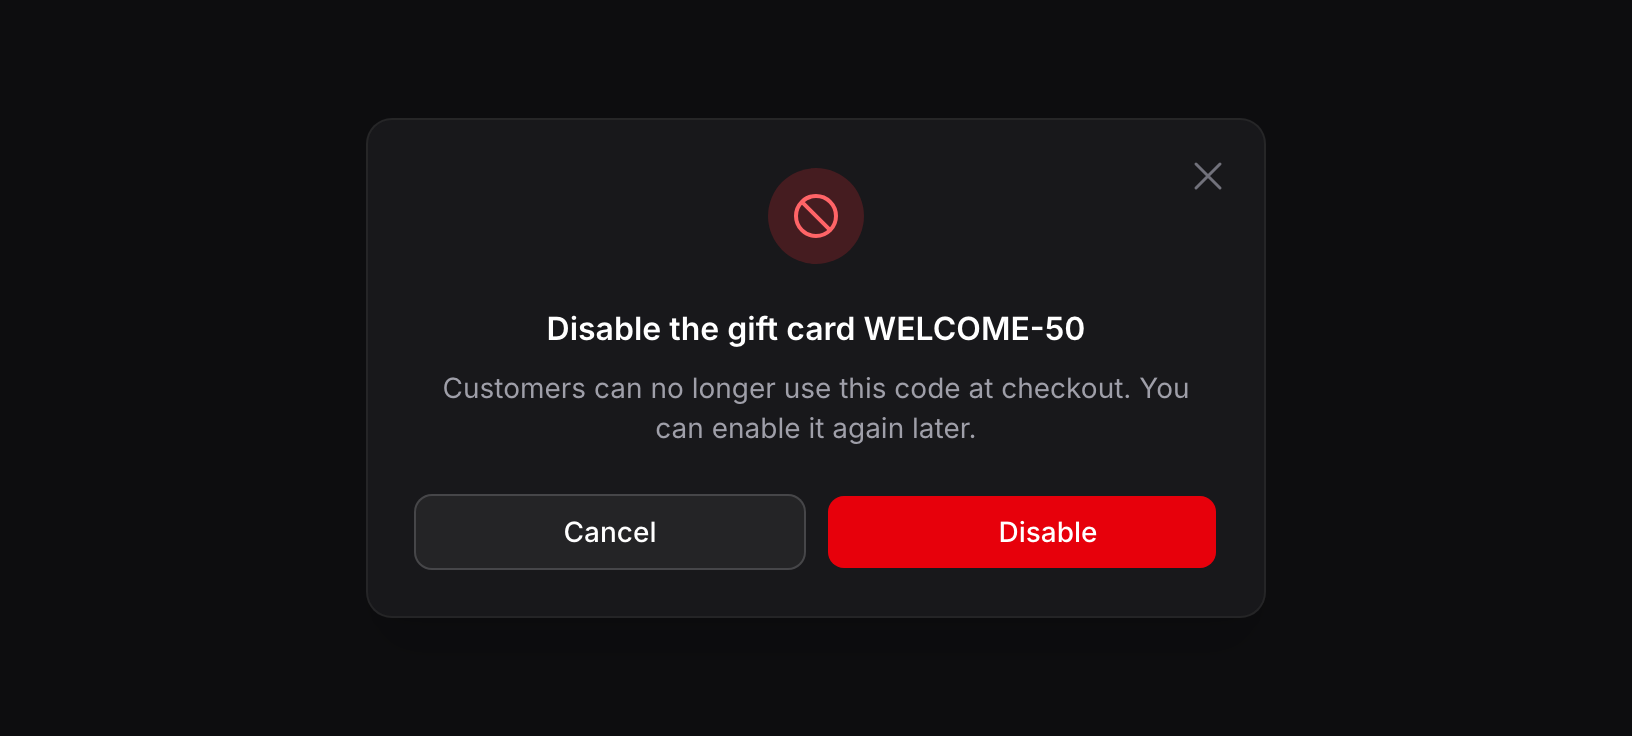 Disable the gift card WELCOME-50
Customers can no longer use this code at checkout. You
can enable it again later.
Cancel
Disable